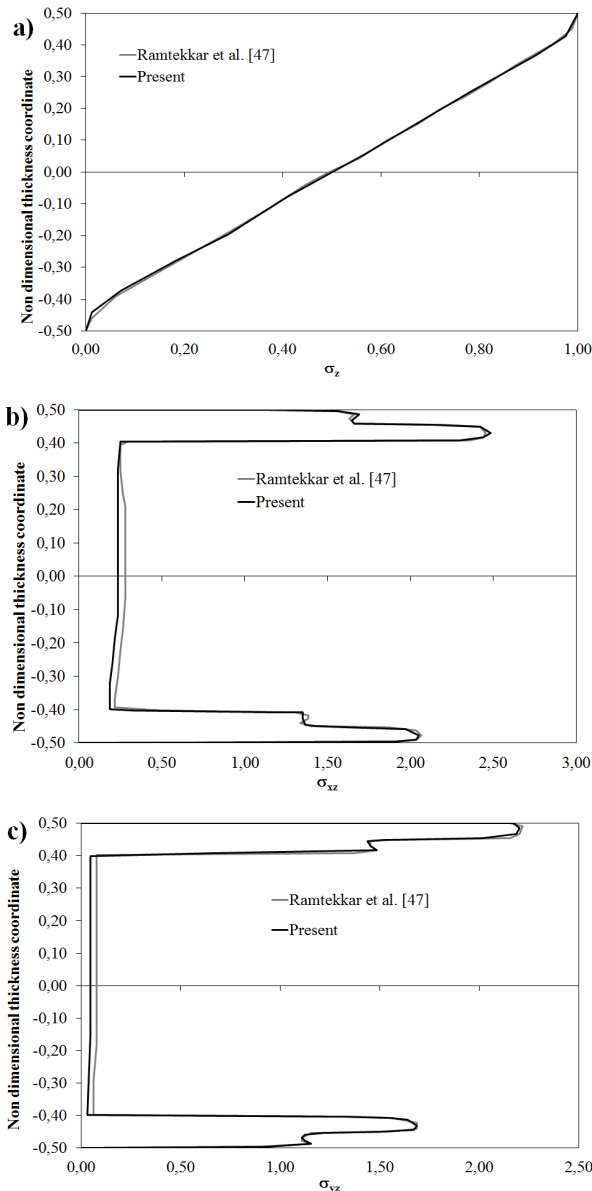 a)
Non dimensional thickness coordinate
0,50
0,40
0,30
0,20
0,10
0,00
-0,10
-0,20
-0,30
-0,40
-0,50
Ramtekkar et al. [47]
Present
0,00 0,20 0,40 0,60 0,80 1,00
σz
b)
Non dimensional thickness coordinate
0,50
0,40
0,30
0,20
0,10
0,00
-0,10
-0,20
-0,30
-0,40
-0,50
Ramtekkar et al. [47]
Present
0,00 0,50 1,00 1,50 2,00 2,50 3,00
σxz
c)
Non dimensional thickness coordinate
0,50
0,40
0,30
0,20
0,10
0,00
-0,10
-0,20
-0,30
-0,40
-0,50
Ramtekkar et al. [47]
Present
0,00 0,50 1,00 1,50 2,00 2,50
σyz